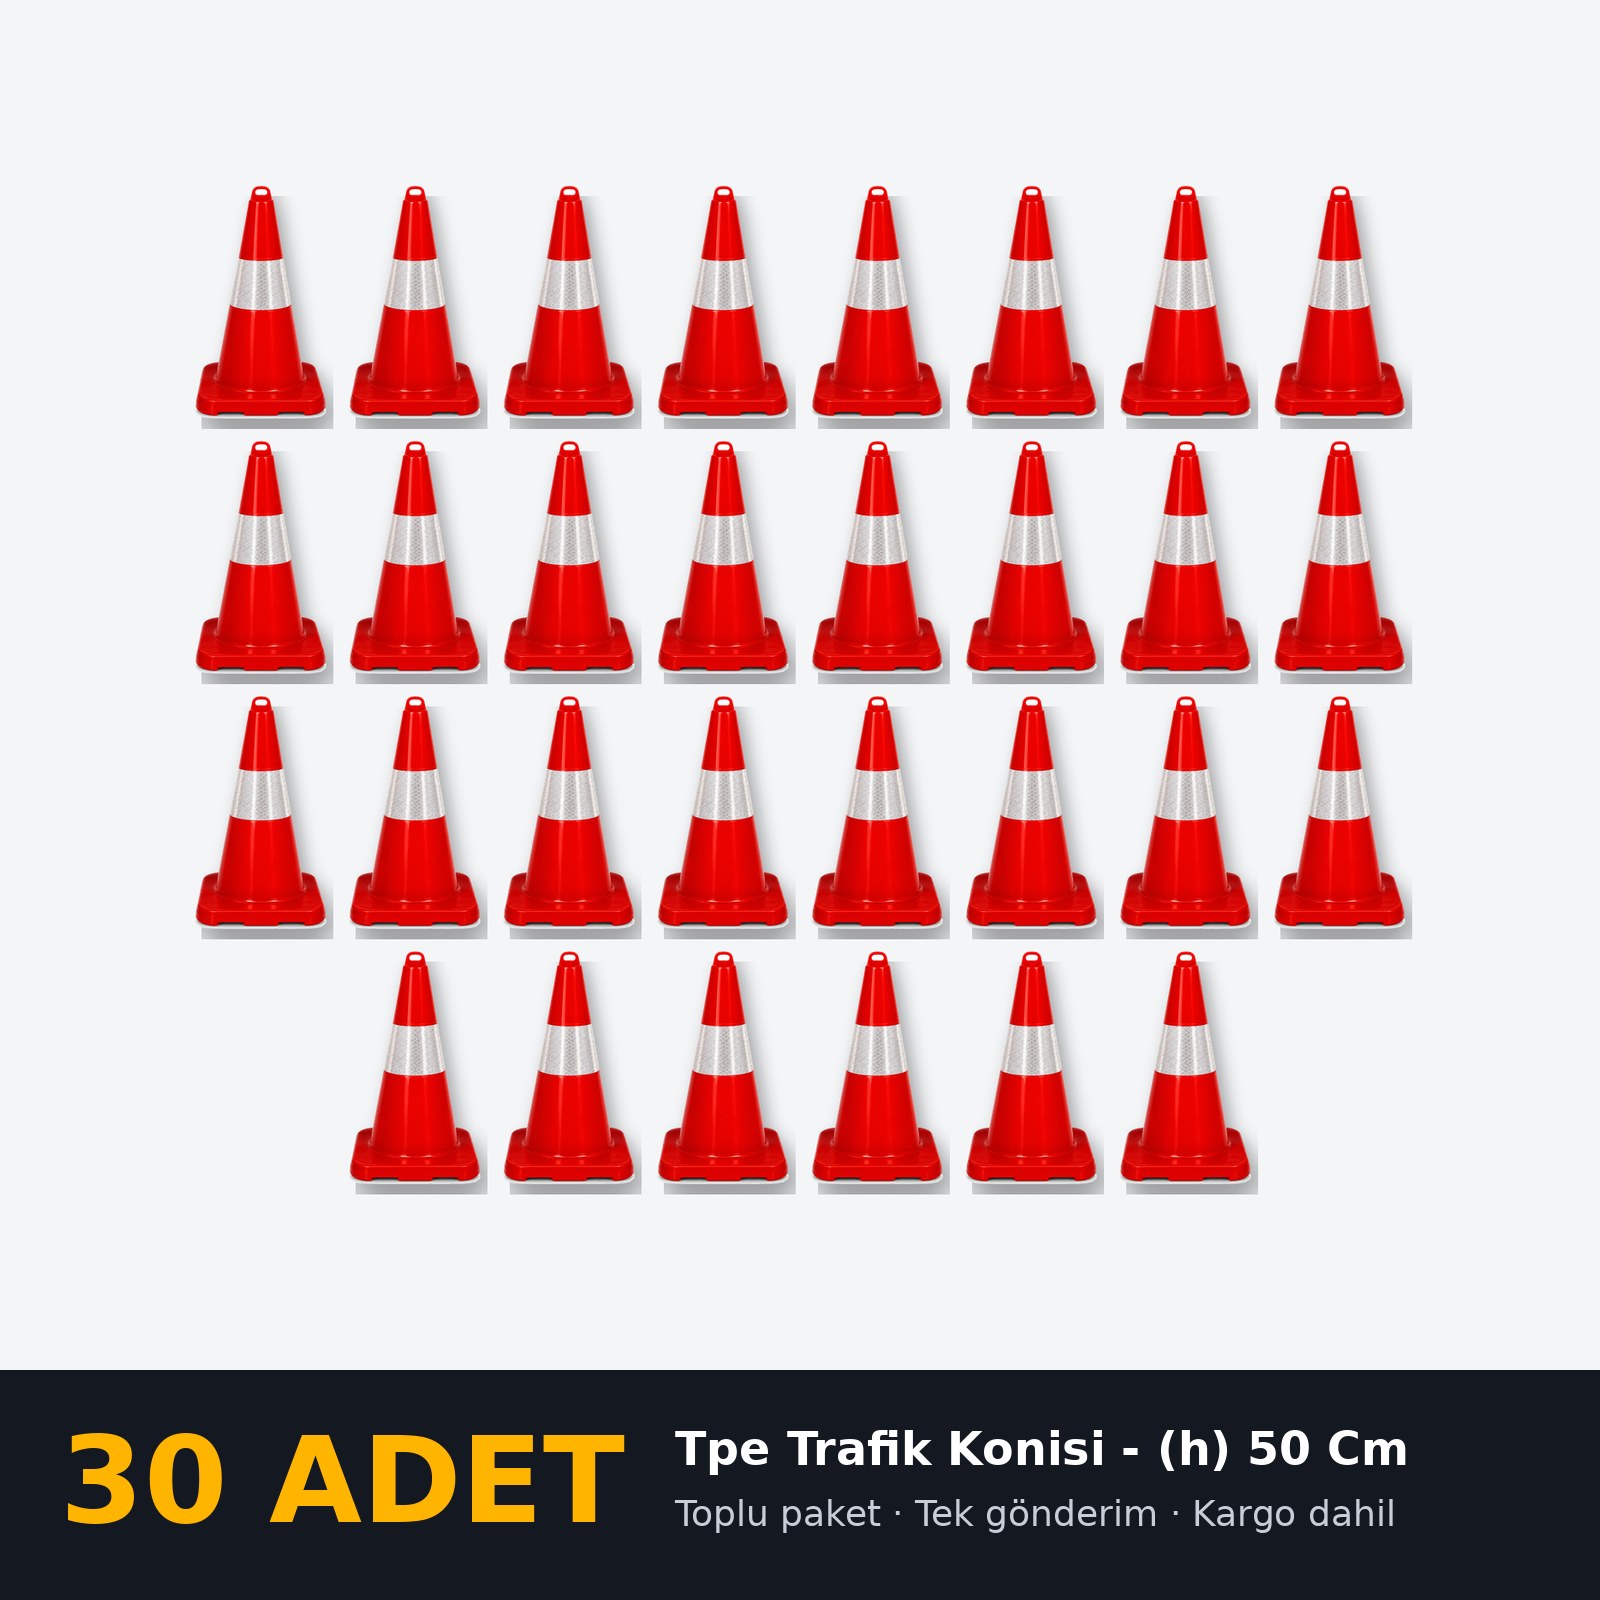 30 ADET
Tpe Trafik Konisi - (h) 50 Cm
Toplu paket · Tek gönderim · Kargo dahil